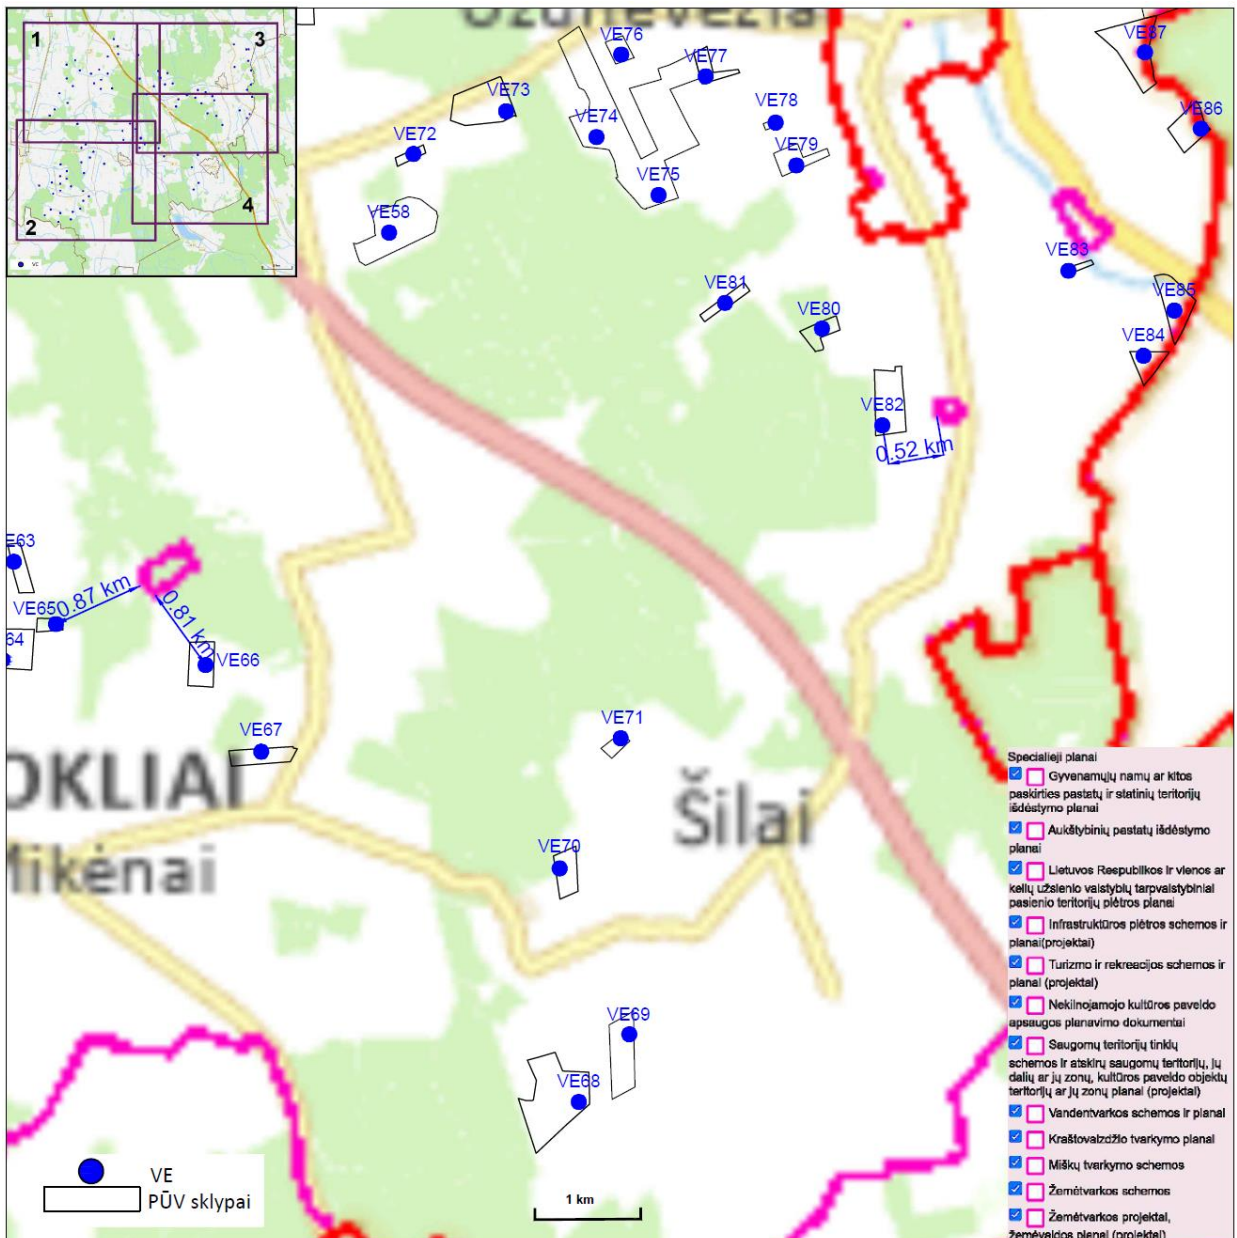 1
3
2
4
VE
Užunevėžiai
VE76
VE77
VE87
VE73
VE78
VE86
VE74
VE72
VE79
VE75
VE58
VE83
VE81
VE85
VE80
VE84
VE82
0.52 km
E63
0.87 km
VE65
0.81 km
64
VE66
VE71
VE67
OKLIAI
Šilai
Mikėnai
VE70
VE69
VE68
VE
PŪV sklypai
1 km
Specialieji planai
Gyvenamųjų namų ar kitos
paskirties pastatų ir statinių teritorijų
išdėstymo planai
Aukštybinių pastatų išdėstymo
planai
Lietuvos Respublikos ir vienos ar
kelių užsienio valstybių tarpvalstybiniai
pasienio teritorijų plėtros planai
Infrastruktūros plėtros schemos ir
planai(projektai)
Turizmo ir rekreacijos schemos ir
planai (projektai)
Nekilnojamojo kultūros paveldo
apsaugos planavimo dokumentai
Saugomų teritorijų tinklų
schemos ir atskirų saugomų teritorijų, jų
dalių ar jų zonų, kultūros paveldo objektų
teritorijų ar jų zonų planai (projektai)
Vandentvarkos schemos ir planai
Kraštovaizdžio tvarkymo planai
Miškų tvarkymo schemos
Žemėtvarkos schemos
Žemėtvarkos projektai,
žemėvaldos planai (projektai)